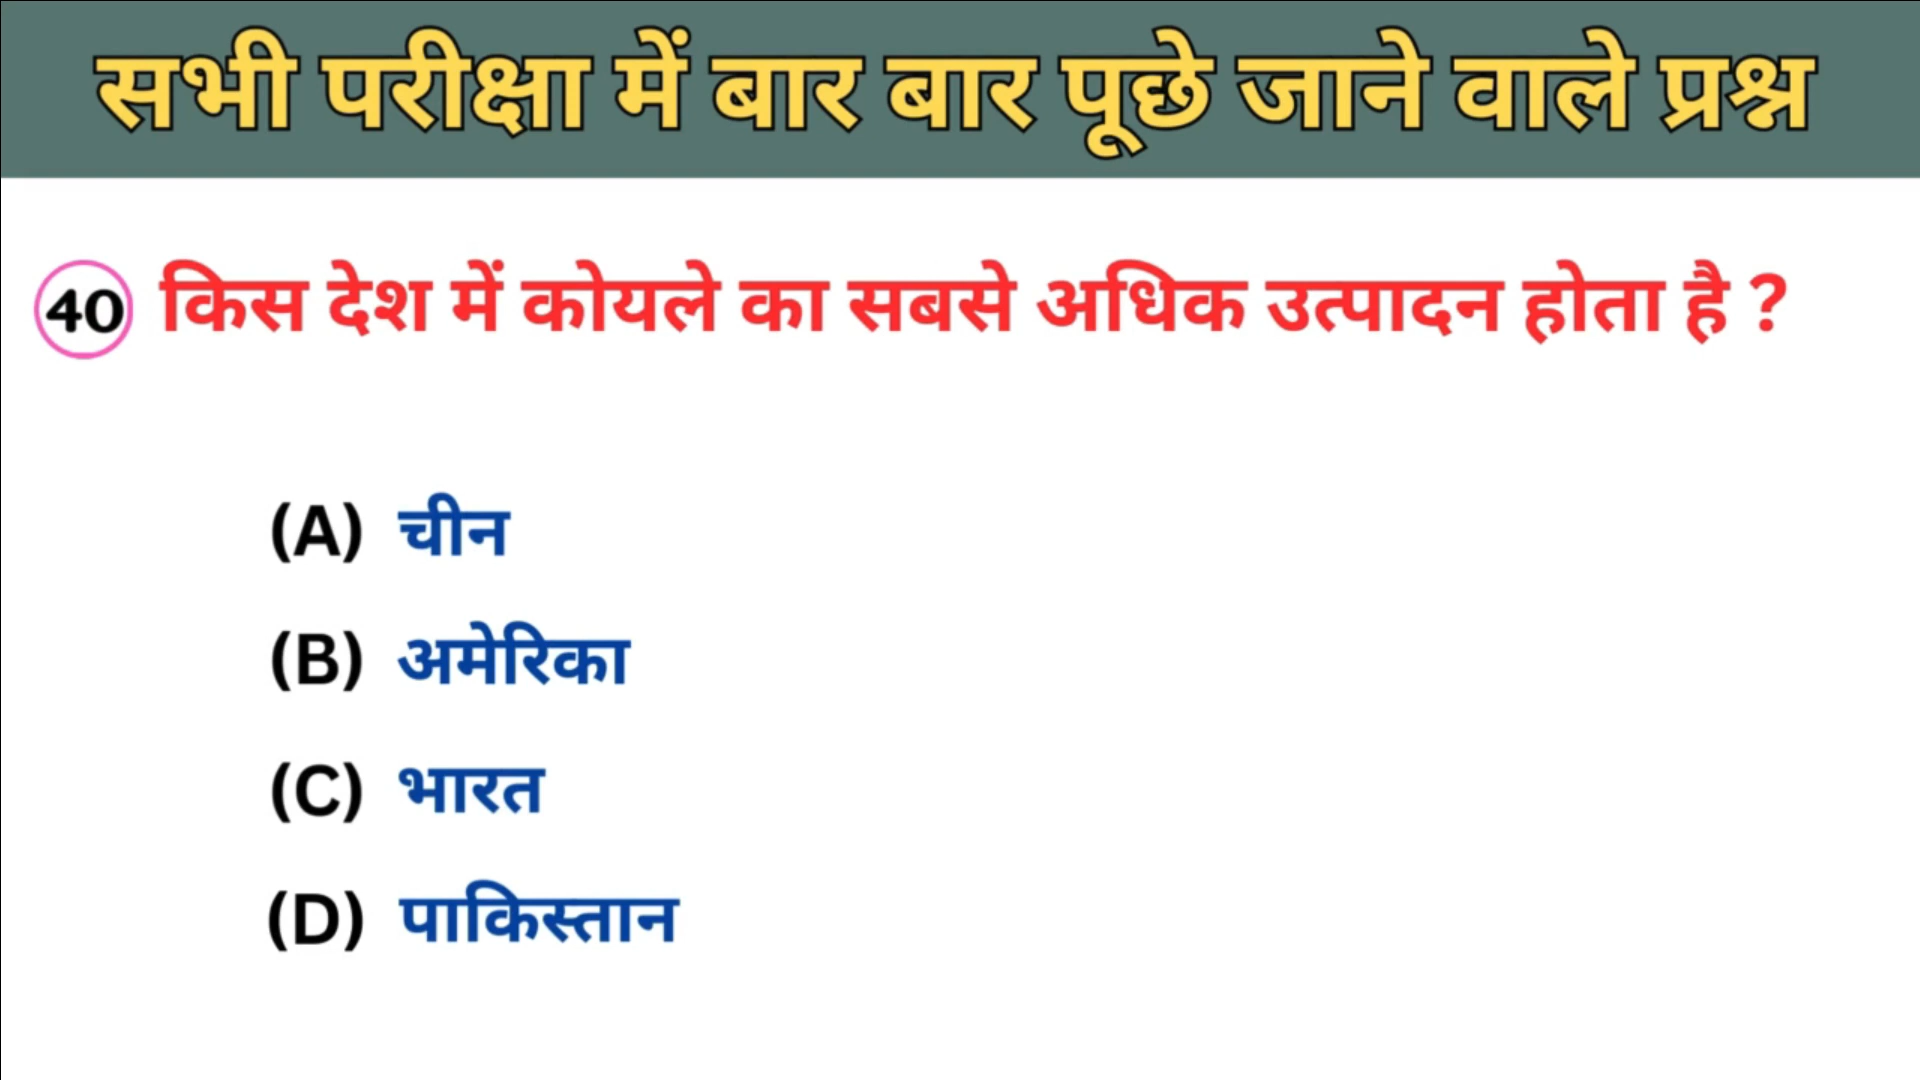 सभी परीक्षा में बार बार पूछे जाने वाले प्रश्न
40 किस देश में कोयले का सबसे अधिक उत्पादन होता है ?
(A) चीन
(B) अमेरिका
(C) भारत
(D) पाकिस्तान